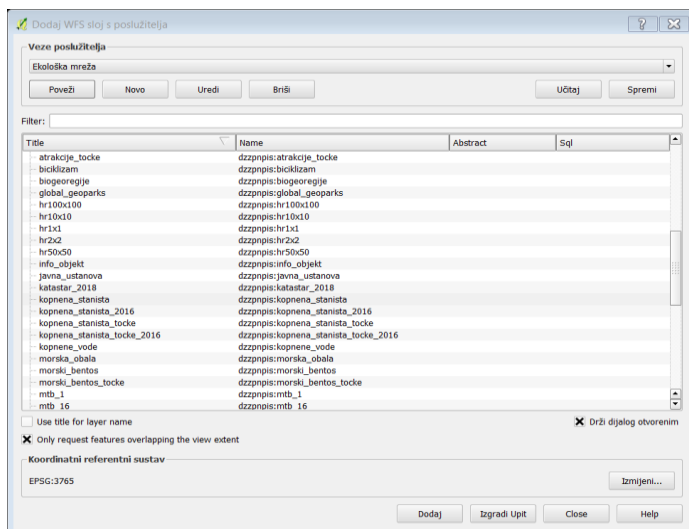 Dodaj WFS sloj s poslužitelja
Veze poslužitelja
Ekološka mreža
Poveži Novo Uredi Briši Učitaj Spremi
Filter:
Title Name Abstract Sql
atrakcije_tocke dzzpnpis:atrakcije_tocke
biciklizam dzzpnpis:biciklizam
biogeoregije dzzpnpis:biogeoregije
global_geoparks dzzpnpis:global_geoparks
hr100x100 dzzpnpis:hr100x100
hr10x10 dzzpnpis:hr10x10
hr1x1 dzzpnpis:hr1x1
hr2x2 dzzpnpis:hr2x2
hr50x50 dzzpnpis:hr50x50
info_objekt dzzpnpis:info_objekt
javna_ustanova dzzpnpis:javna_ustanova
katastar_2018 dzzpnpis:katastar_2018
kopnena_stanista dzzpnpis:kopnena_stanista
kopnena_stanista_2016 dzzpnpis:kopnena_stanista_2016
kopnena_stanista_tocke dzzpnpis:kopnena_stanista_tocke
kopnena_stanista_tocke_2016 dzzpnpis:kopnena_stanista_tocke_2016
kopnene_vode dzzpnpis:kopnene_vode
morska_obala dzzpnpis:morska_obala
morski_bentos dzzpnpis:morski_bentos
morski_bentos_tocke dzzpnpis:morski_bentos_tocke
mtb_1 dzzpnpis:mtb_1
mtb_16 dzzpnpis:mtb_16
Use title for layer name Drži dijalog otvorenim
Only request features overlapping the view extent
Koordinatni referentni sustav
EPSG:3765 Izmijeni...
Dodaj Izgradi Upit Close Help